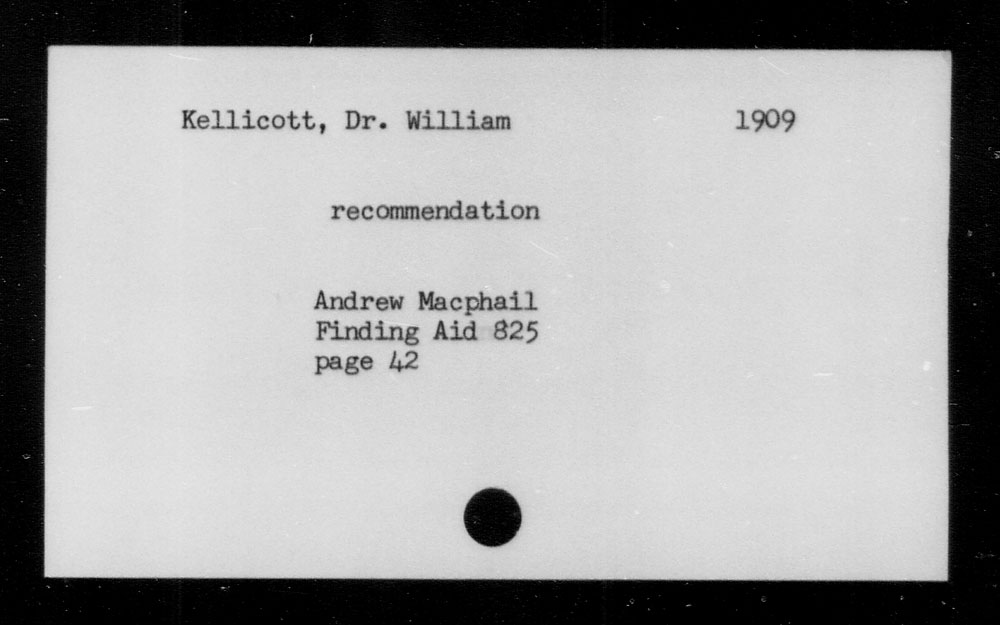 Kellicott, Dr. William 1909
recommendation
Andrew Macphail
Finding Aid 825
page 42